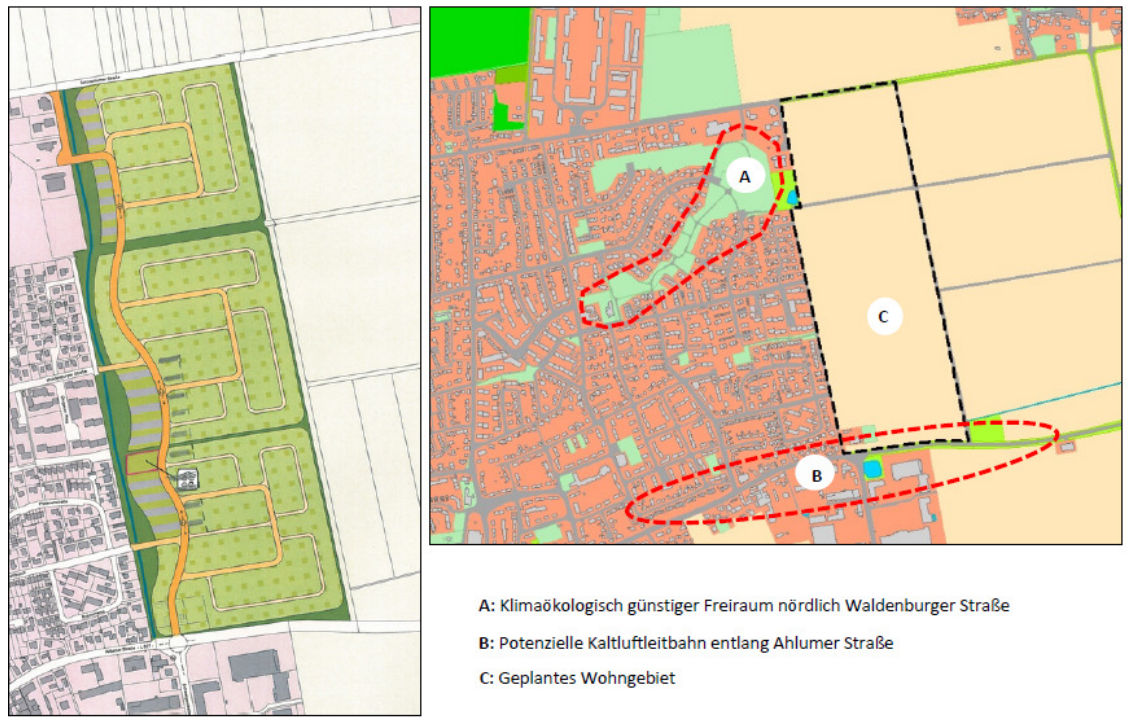 A
C
B
A: Klimaökologisch günstiger Freiraum nördlich Waldenburger Straße
B: Potenzielle Kaltluftleitbahn entlang Ahlumer Straße
C: Geplantes Wohngebiet